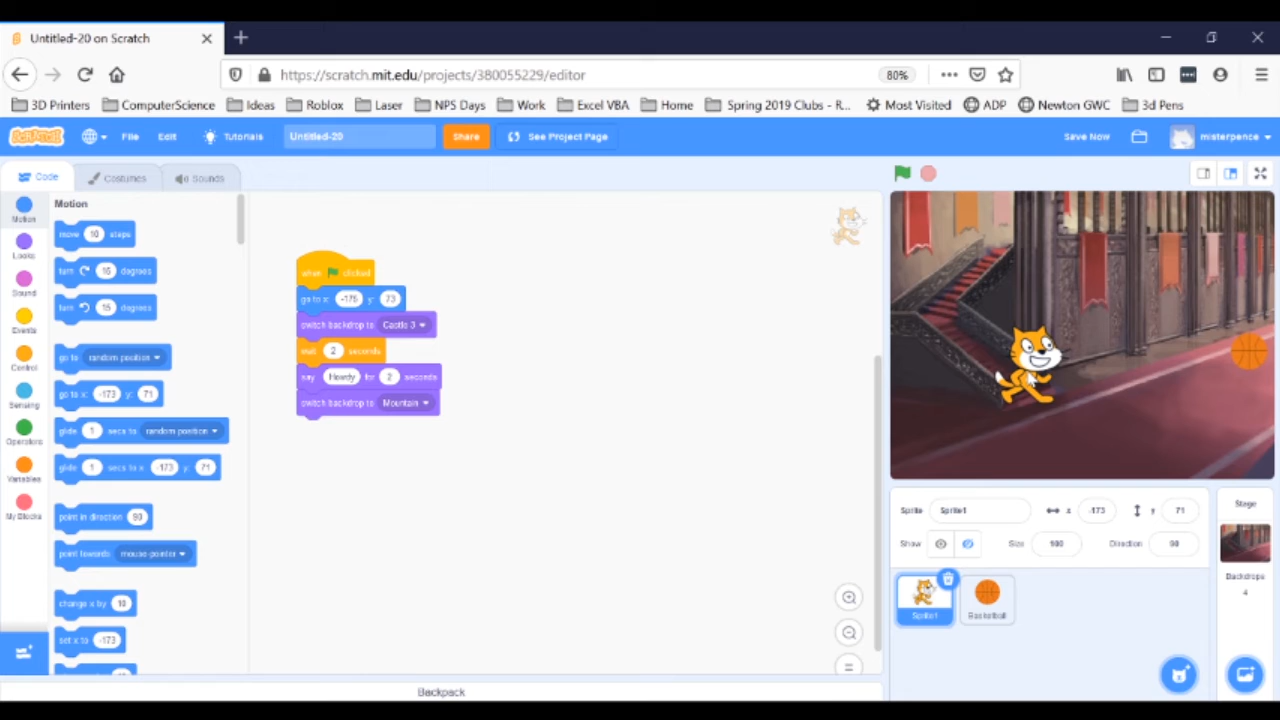 Untitled-20 on Scratch
https://scratch.mit.edu/projects/380055229/editor
80%
3D Printers
ComputerScience
Ideas
Roblox
Laser
NPS Days
Work
Excel VBA
Home
Spring 2019 Clubs - R...
Most Visited
ADP
Newton GWC
3d Pens
SCRATCH
File
Edit
Tutorials
Untitled-20
Share
See Project Page
Save Now
misterpence
Code
Costumes
Sounds
Motion
Looks
Sound
Events
Control
Sensing
Operators
Variables
My Blocks
Motion
move 10 steps
turn 15 degrees
turn 15 degrees
go to random position
go to x: -173 y: 71
glide 1 secs to random position
glide 1 secs to x: -173 y: 71
point in direction 90
point towards mouse-pointer
change x by 10
set x to -173
when clicked
go to x: -175 y: 73
switch backdrop to Castle 3
wait 2 seconds
say Howdy for 2 seconds
switch backdrop to Mountain
Sprite Sprite1 x -173 y 71
Show Size 100 Direction 90
Sprite1
Basketball
Stage
Backdrops
4
Backpack